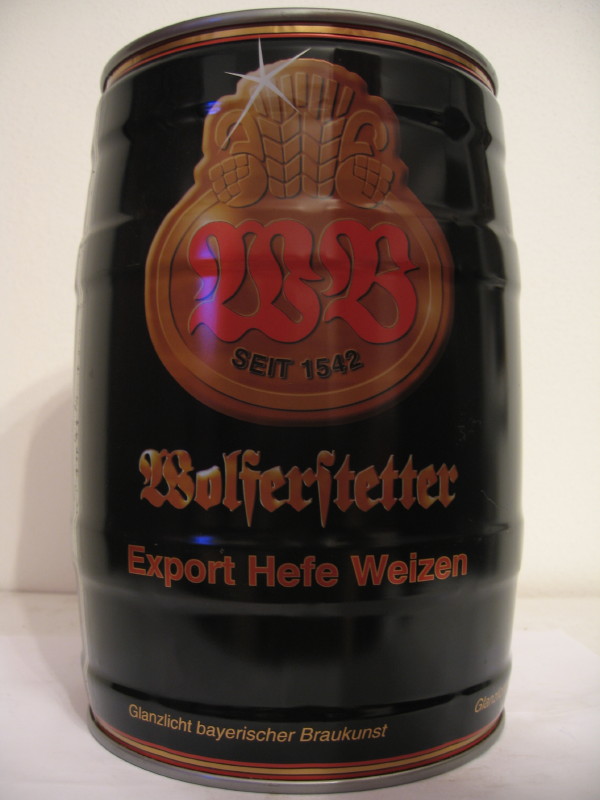 WB
SEIT 1542
Wolferstetter
Export Hefe Weizen
Glanzlicht bayerischer Braukunst